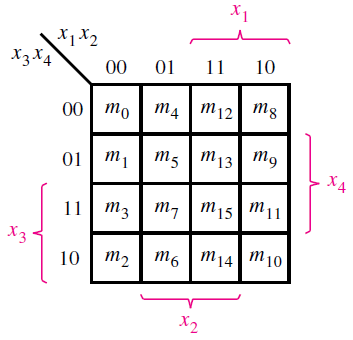 x₁
x₁x₂
x₃x₄
00 01 11 10
00 m₀ m₄ m₁₂ m₈
01 m₁ m₅ m₁₃ m₉
x₄
11 m₃ m₇ m₁₅ m₁₁
x₃
10 m₂ m₆ m₁₄ m₁₀
x₂